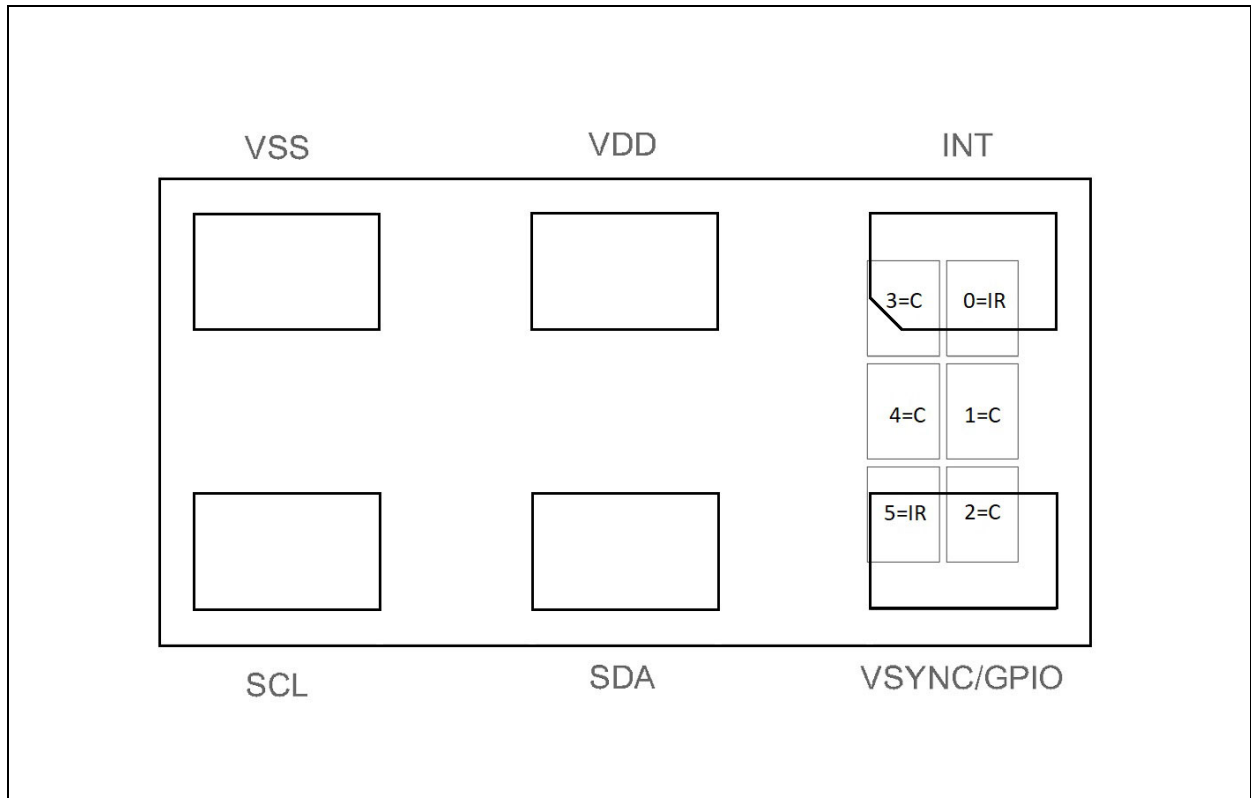 VSS VDD INT
3=C 0=IR
4=C 1=C
5=IR 2=C
SCL SDA VSYNC/GPIO